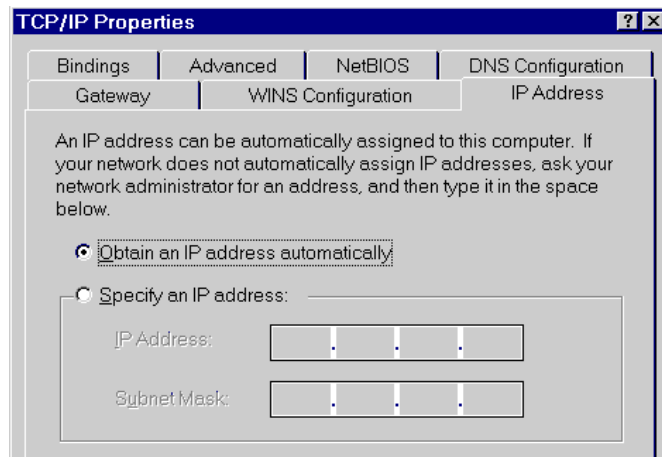 TCP/IP Properties
Bindings Advanced NetBIOS DNS Configuration
Gateway WINS Configuration IP Address
An IP address can be automatically assigned to this computer. If
your network does not automatically assign IP addresses, ask your
network administrator for an address, and then type it in the space
below.
Obtain an IP address automatically
Specify an IP address:
IP Address:
Subnet Mask: